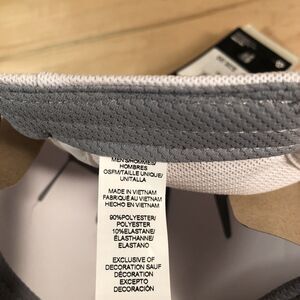 MEN'S/HOMMES/
HOMBRES
OSFM/TAILLE UNIQUE/
UNITALLA
MADE IN VIETNAM
FABRIQUÉ AU VIETNAM
HECHO EN VIETNAM
90%POLYESTER/
POLYESTER
10%ELASTANE/
ÉLASTHANNE/
ELASTANO
EXCLUSIVE OF
DECORATION SAUF
DÉCORATION
EXCEPTO
DECORACIÓN